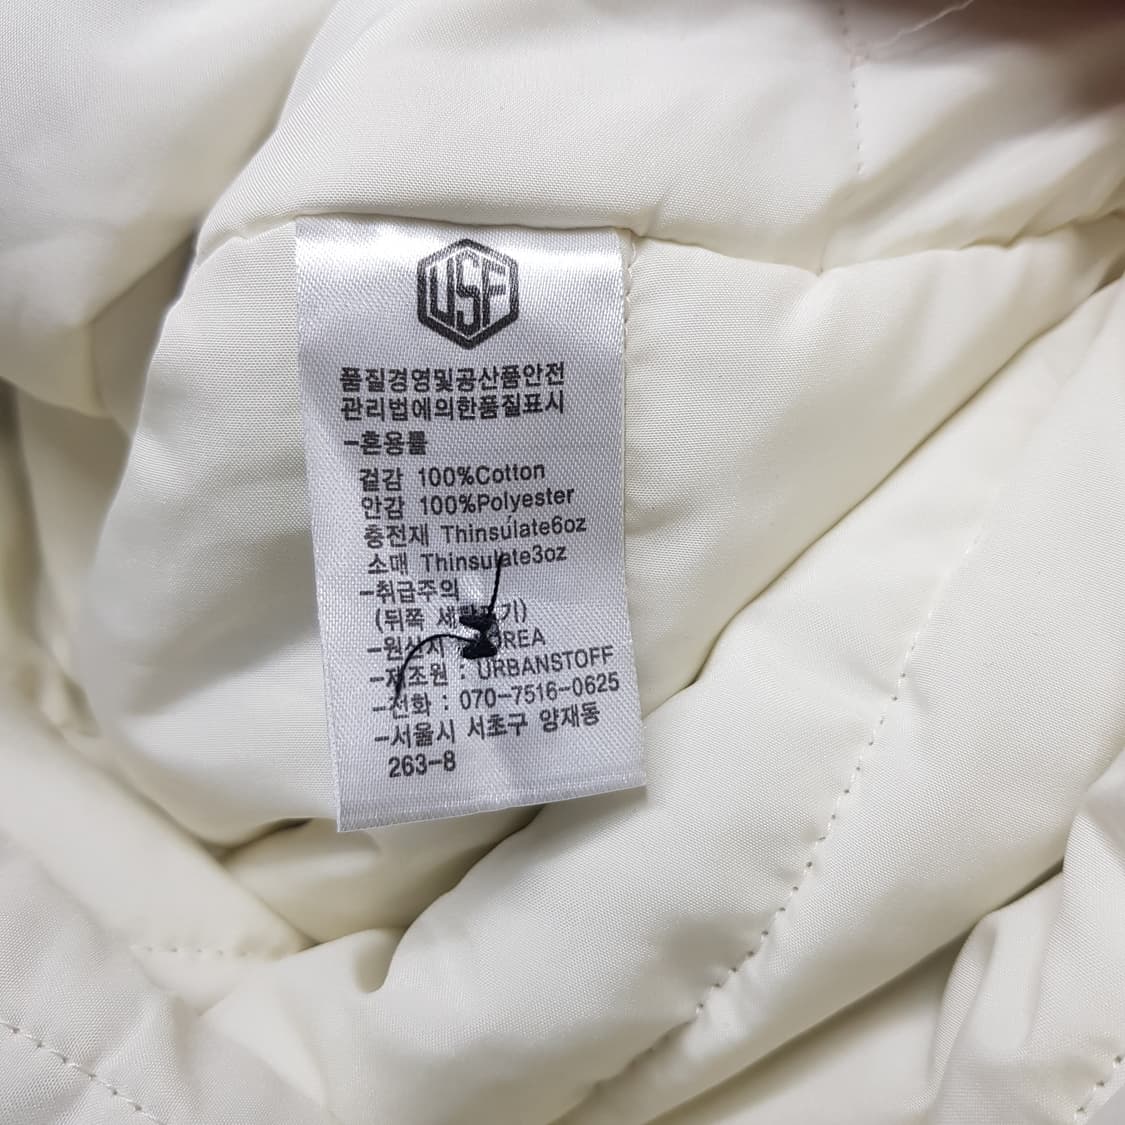 USF
품질경영및공산품안전
관리법에의한품질표시
-혼용률
겉감 100%Cotton
안감 100%Polyester
충전재 Thinsulate6oz
소매 Thinsulate3oz
-취급주의
(뒤쪽
-원산지
-제조원 : URBANSTOFF
-전화 : 070-7516-0625
-서울시 서초구 양재동
263-8